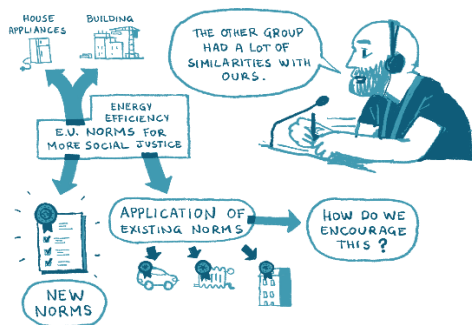 HOUSE
APPLIANCES
BUILDING
THE OTHER GROUP
HAD A LOT OF
SIMILARITIES WITH
OURS.
ENERGY
EFFICIENCY
E.U. NORMS FOR
MORE SOCIAL JUSTICE
APPLICATION OF
EXISTING NORMS
HOW DO WE
ENCOURAGE
THIS ?
NEW
NORMS